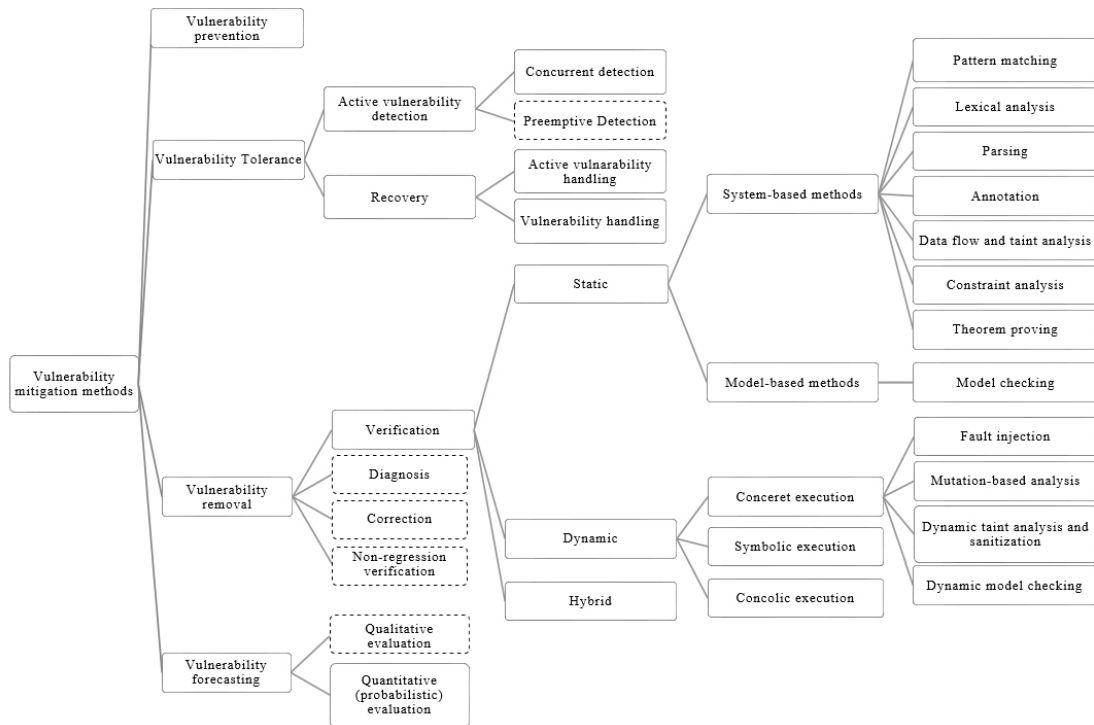 Vulnerability
prevention
Pattern matching
Concurrent detection
Active vulnerability
detection
Lexical analysis
Preemptive Detection
Parsing
Vulnerability Tolerance
Active vulnarability
handling
Recovery
System-based methods
Annotation
Vulnerability handling
Data flow and taint analysis
Static
Constraint analysis
Theorem proving
Vulnerability
mitigation methods
Model-based methods
Model checking
Verification
Fault injection
Diagnosis
Vulnerability
removal
Conceret execution
Mutation-based analysis
Correction
Dynamic
Symbolic execution
Dynamic taint analysis and
sanitization
Non-regression
verification
Hybrid
Concolic execution
Dynamic model checking
Qualitative
evaluation
Vulnerability
forecasting
Quantitative
(probabilistic)
evaluation